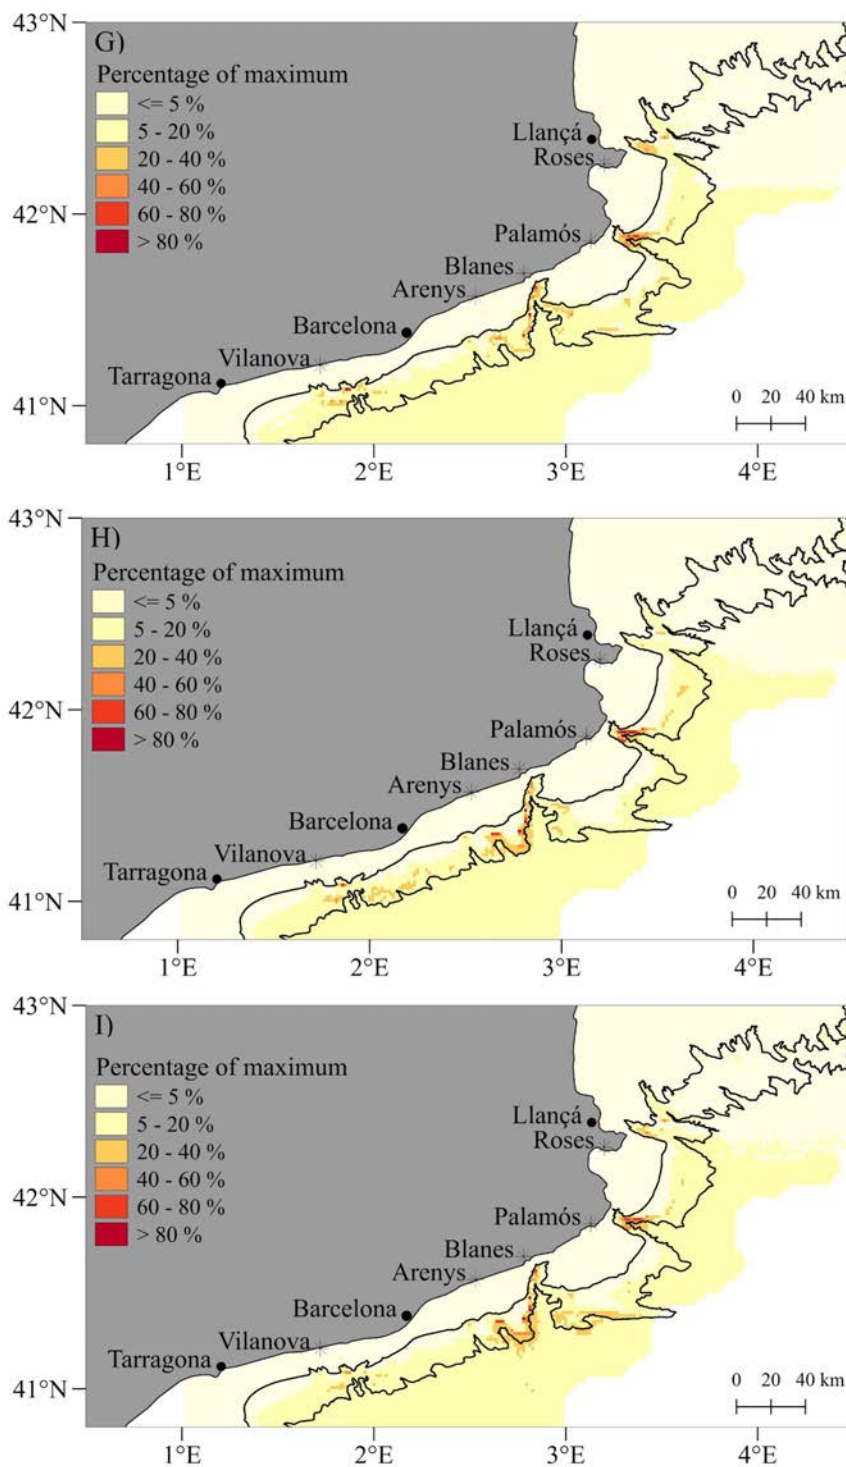 43°N
G)
Percentage of maximum
<= 5 %
5 - 20 %
20 - 40 %
40 - 60 %
60 - 80 %
> 80 %
Llançá
Roses
42°N
Palamós
Blanes
Arenys
Barcelona
Vilanova
Tarragona
41°N
0 20 40 km
1°E 2°E 3°E 4°E
43°N
H)
Percentage of maximum
<= 5 %
5 - 20 %
20 - 40 %
40 - 60 %
60 - 80 %
> 80 %
Llançá
Roses
42°N
Palamós
Blanes
Arenys
Barcelona
Vilanova
Tarragona
41°N
0 20 40 km
1°E 2°E 3°E 4°E
43°N
I)
Percentage of maximum
<= 5 %
5 - 20 %
20 - 40 %
40 - 60 %
60 - 80 %
> 80 %
Llançá
Roses
42°N
Palamós
Blanes
Arenys
Barcelona
Vilanova
Tarragona
41°N
0 20 40 km
1°E 2°E 3°E 4°E